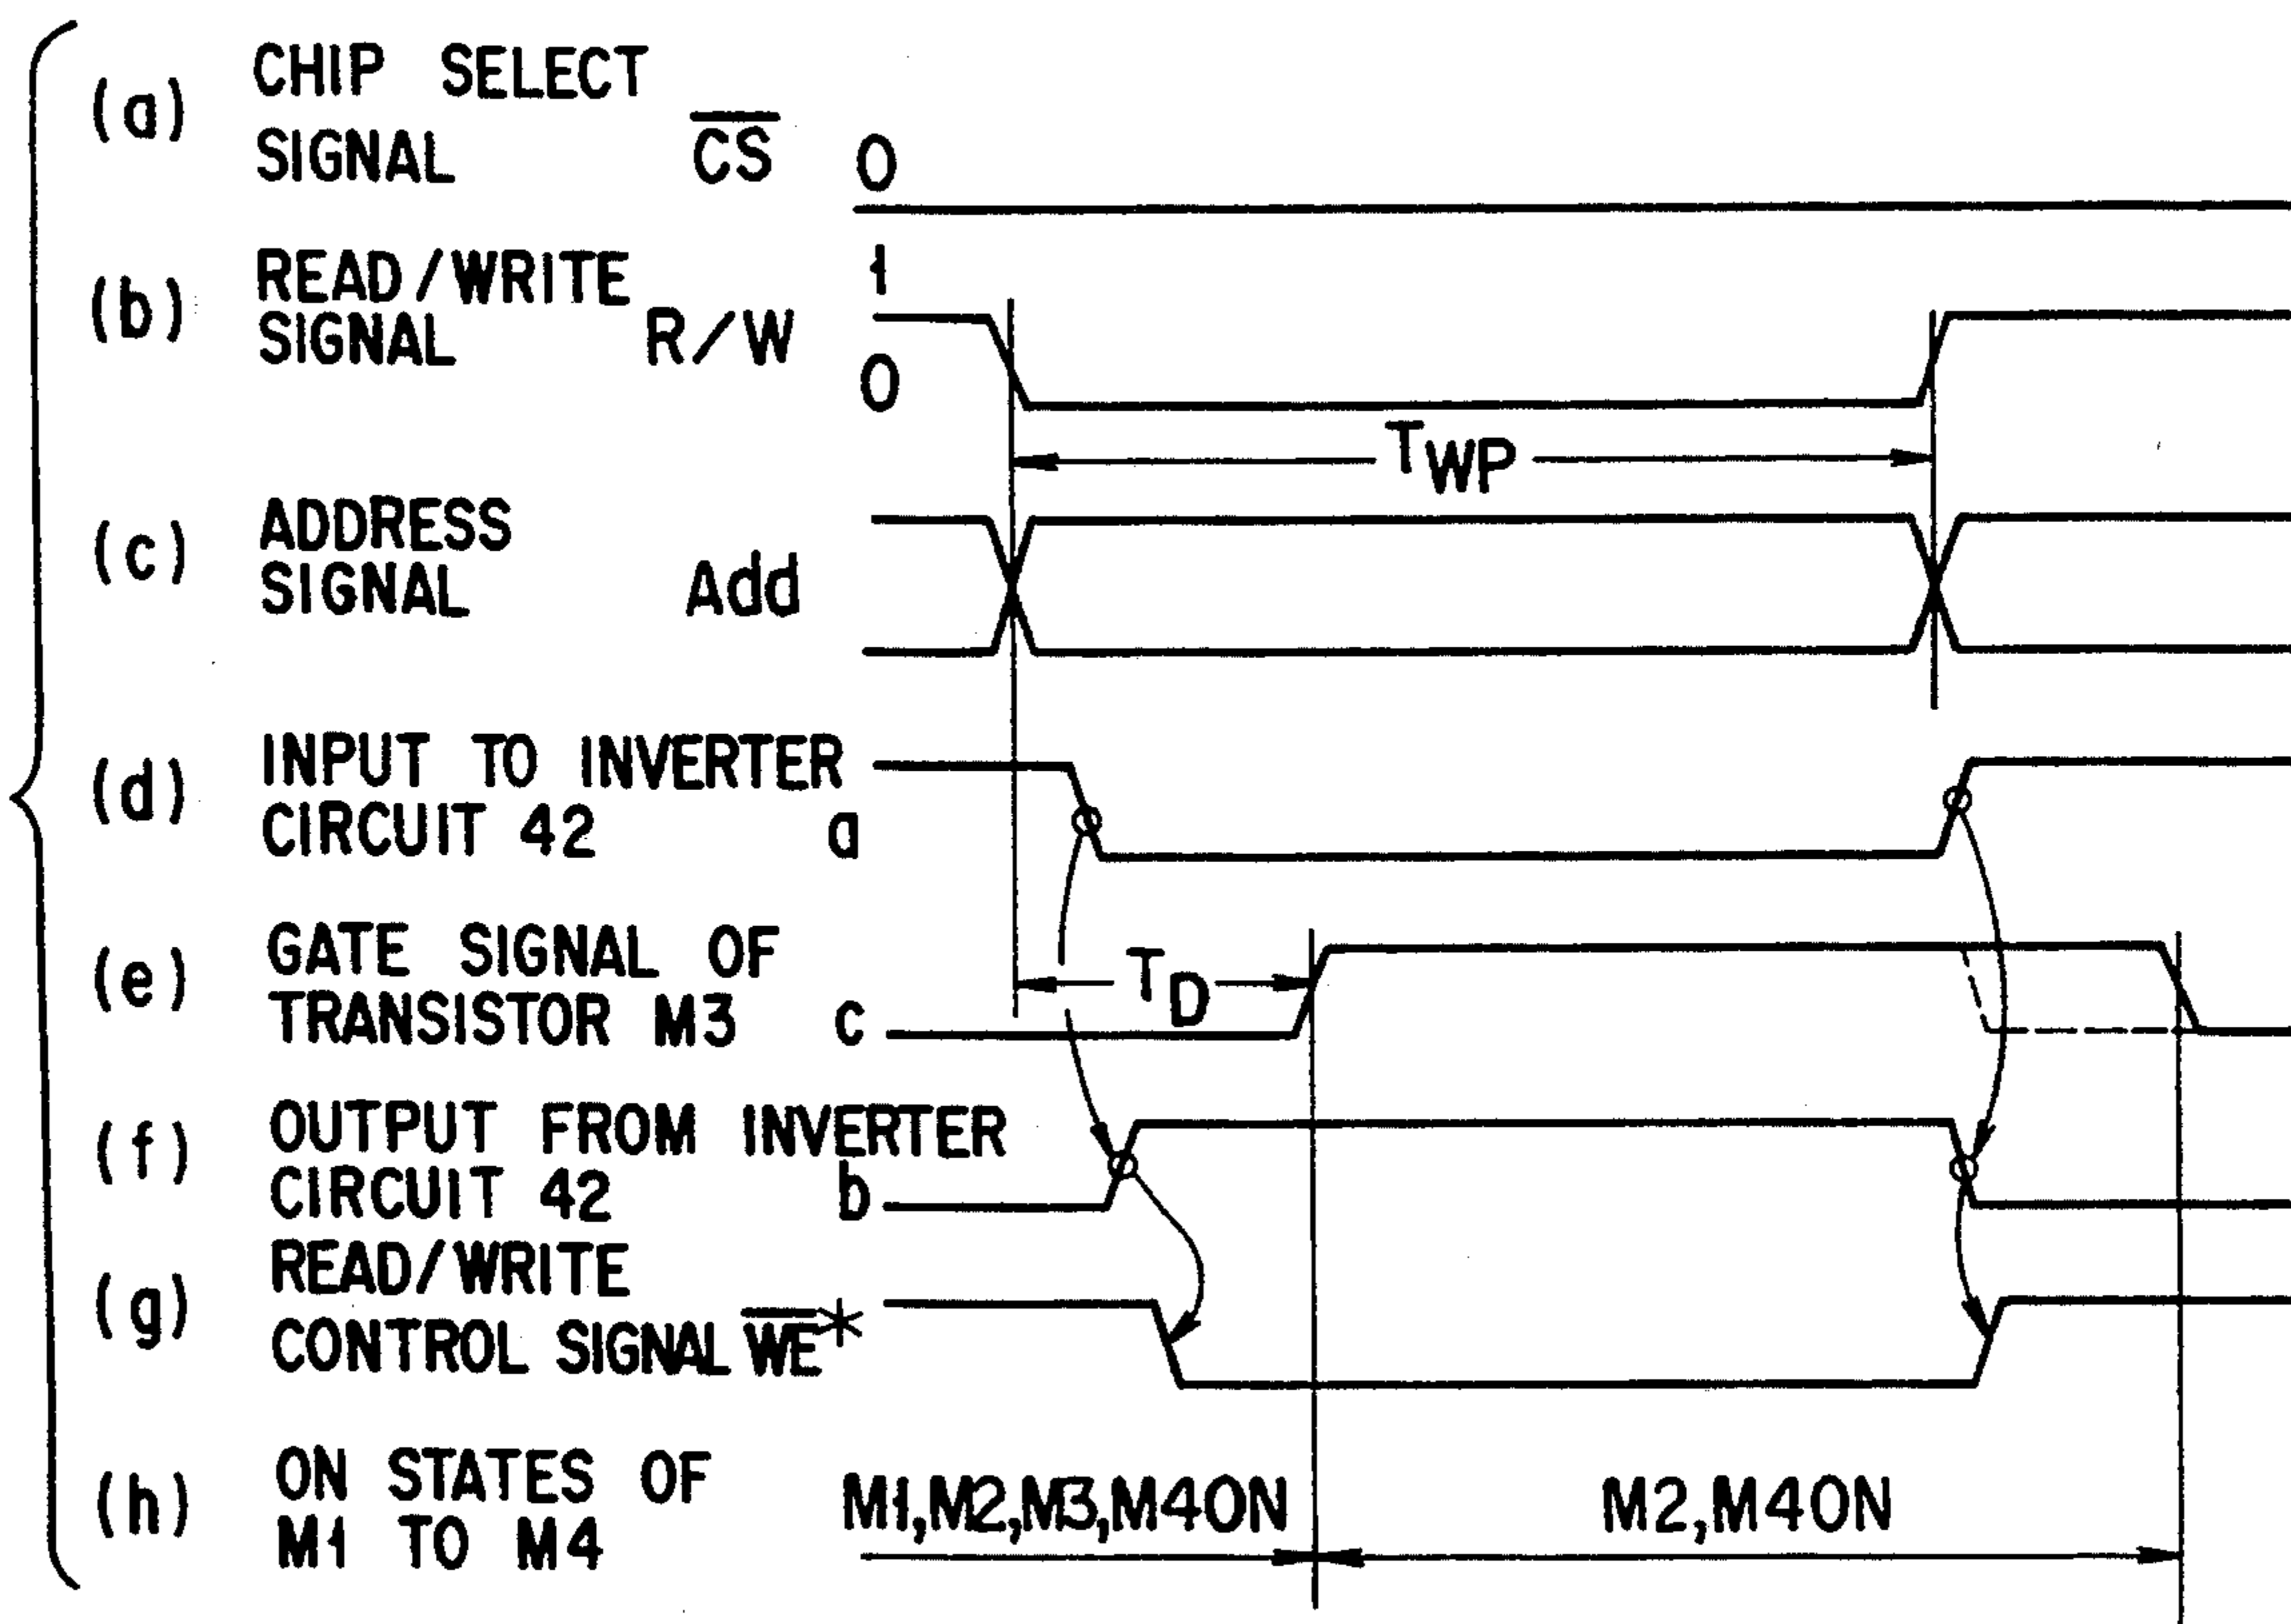 (a) CHIP SELECT
SIGNAL C̅S̅ 0
(b) READ/WRITE
SIGNAL R/W
1
0
TWP
(c) ADDRESS
SIGNAL Add
(d) INPUT TO INVERTER
CIRCUIT 42 a
(e) GATE SIGNAL OF
TRANSISTOR M3 c
TD
(f) OUTPUT FROM INVERTER
CIRCUIT 42 b
(g) READ/WRITE
CONTROL SIGNAL W̅E̅*
(h) ON STATES OF
M1 TO M4
M1,M2,M3,M4ON
M2,M4ON